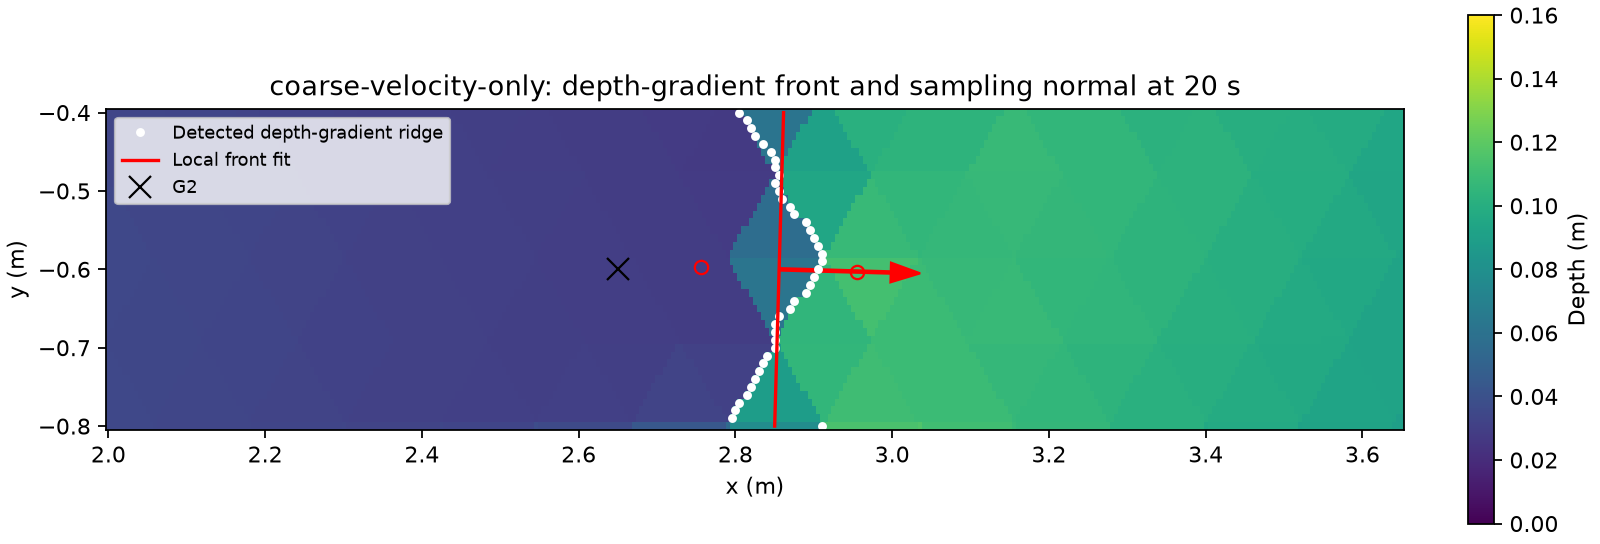 coarse-velocity-only: depth-gradient front and sampling normal at 20 s
Detected depth-gradient ridge
Local front fit
G2
−0.4
−0.5
−0.6
−0.7
−0.8
y (m)
2.0 2.2 2.4 2.6 2.8 3.0 3.2 3.4 3.6
x (m)
0.16
0.14
0.12
0.10
0.08
0.06
0.04
0.02
0.00
Depth (m)